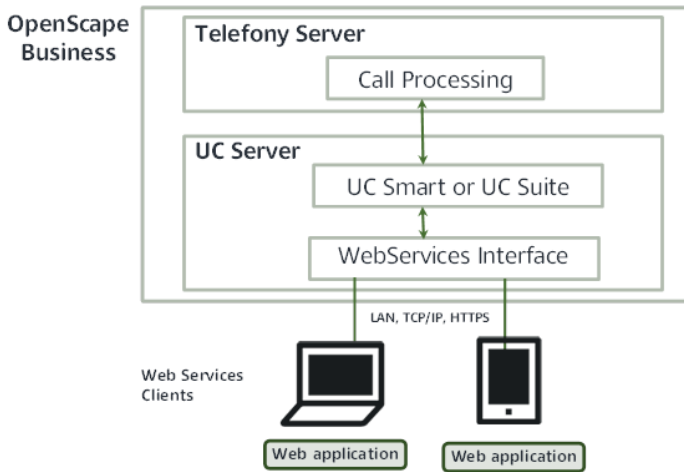 OpenScape
Business
Telefony Server
Call Processing
UC Server
UC Smart or UC Suite
WebServices Interface
LAN, TCP/IP, HTTPS
Web Services
Clients
Web application
Web application